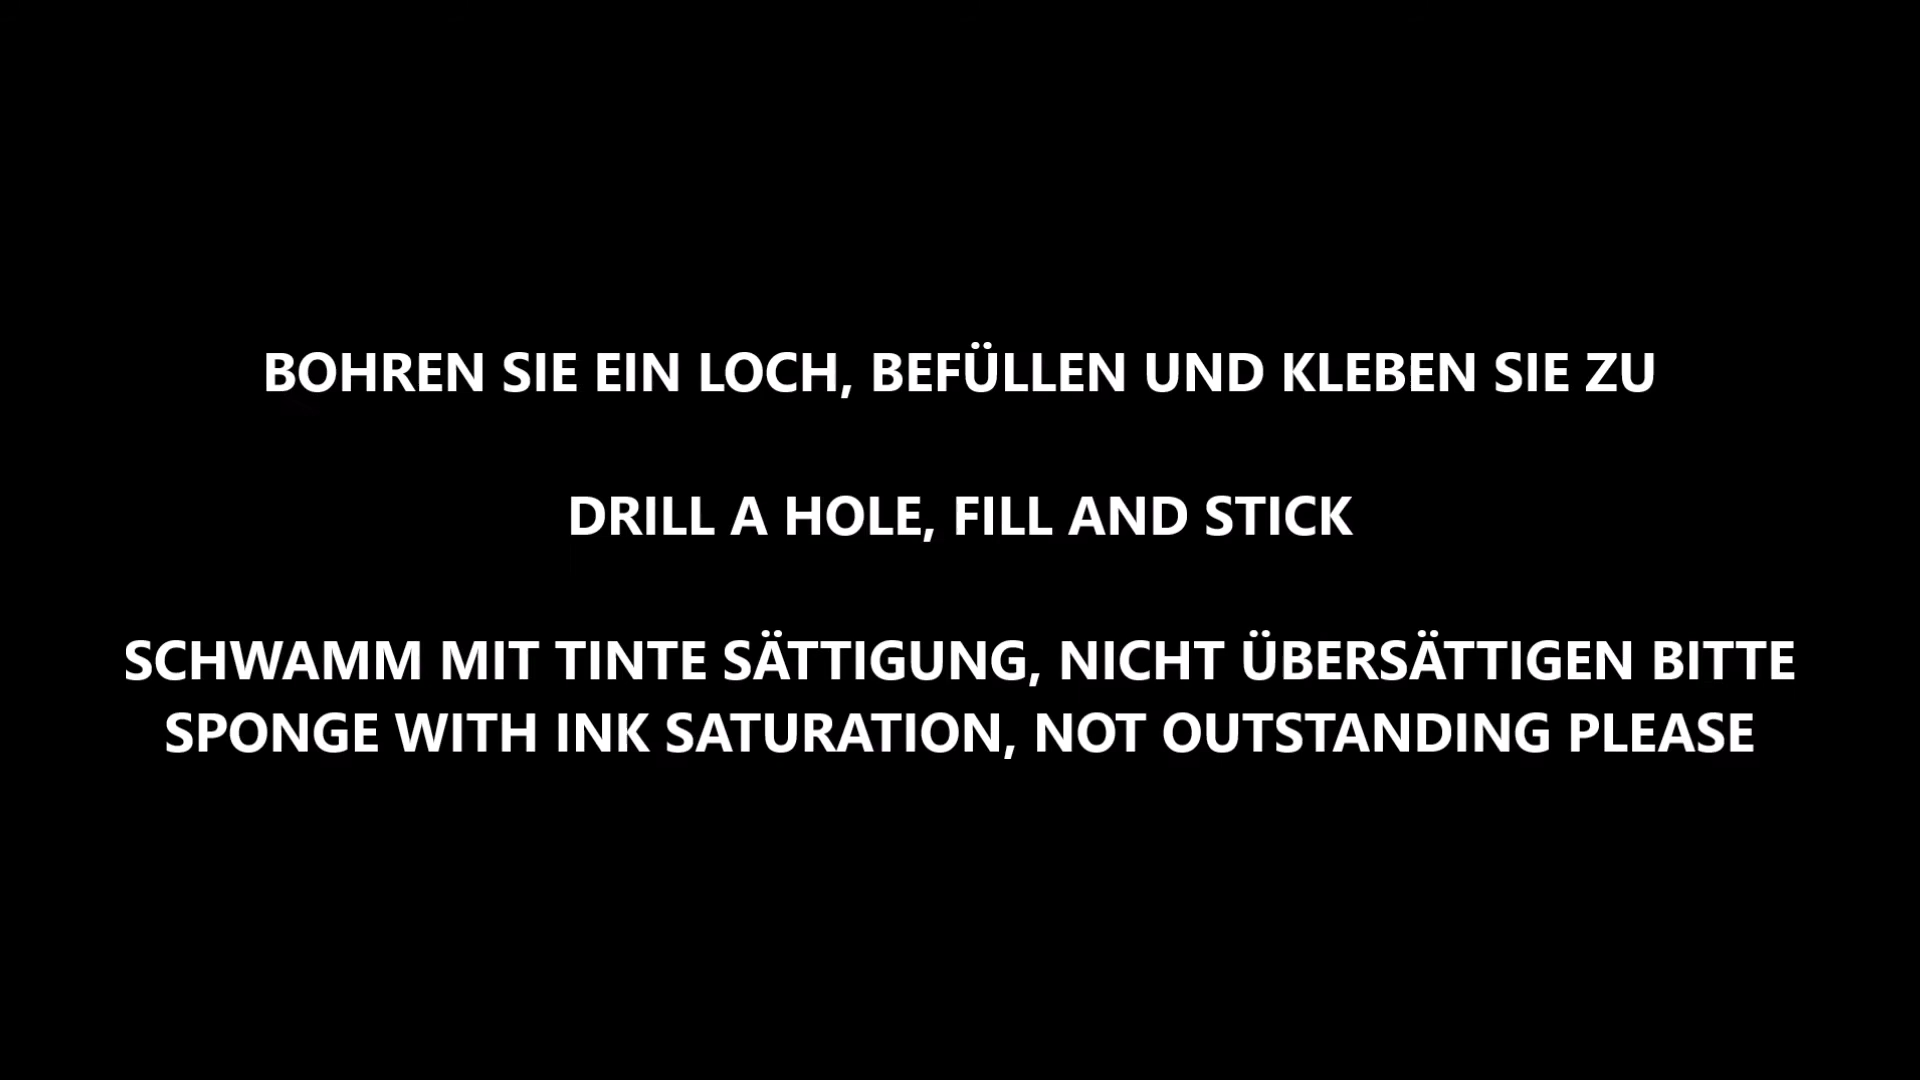 BOHREN SIE EIN LOCH, BEFÜLLEN UND KLEBEN SIE ZU
DRILL A HOLE, FILL AND STICK
SCHWAMM MIT TINTE SÄTTIGUNG, NICHT ÜBERSÄTTIGEN BITTE
SPONGE WITH INK SATURATION, NOT OUTSTANDING PLEASE